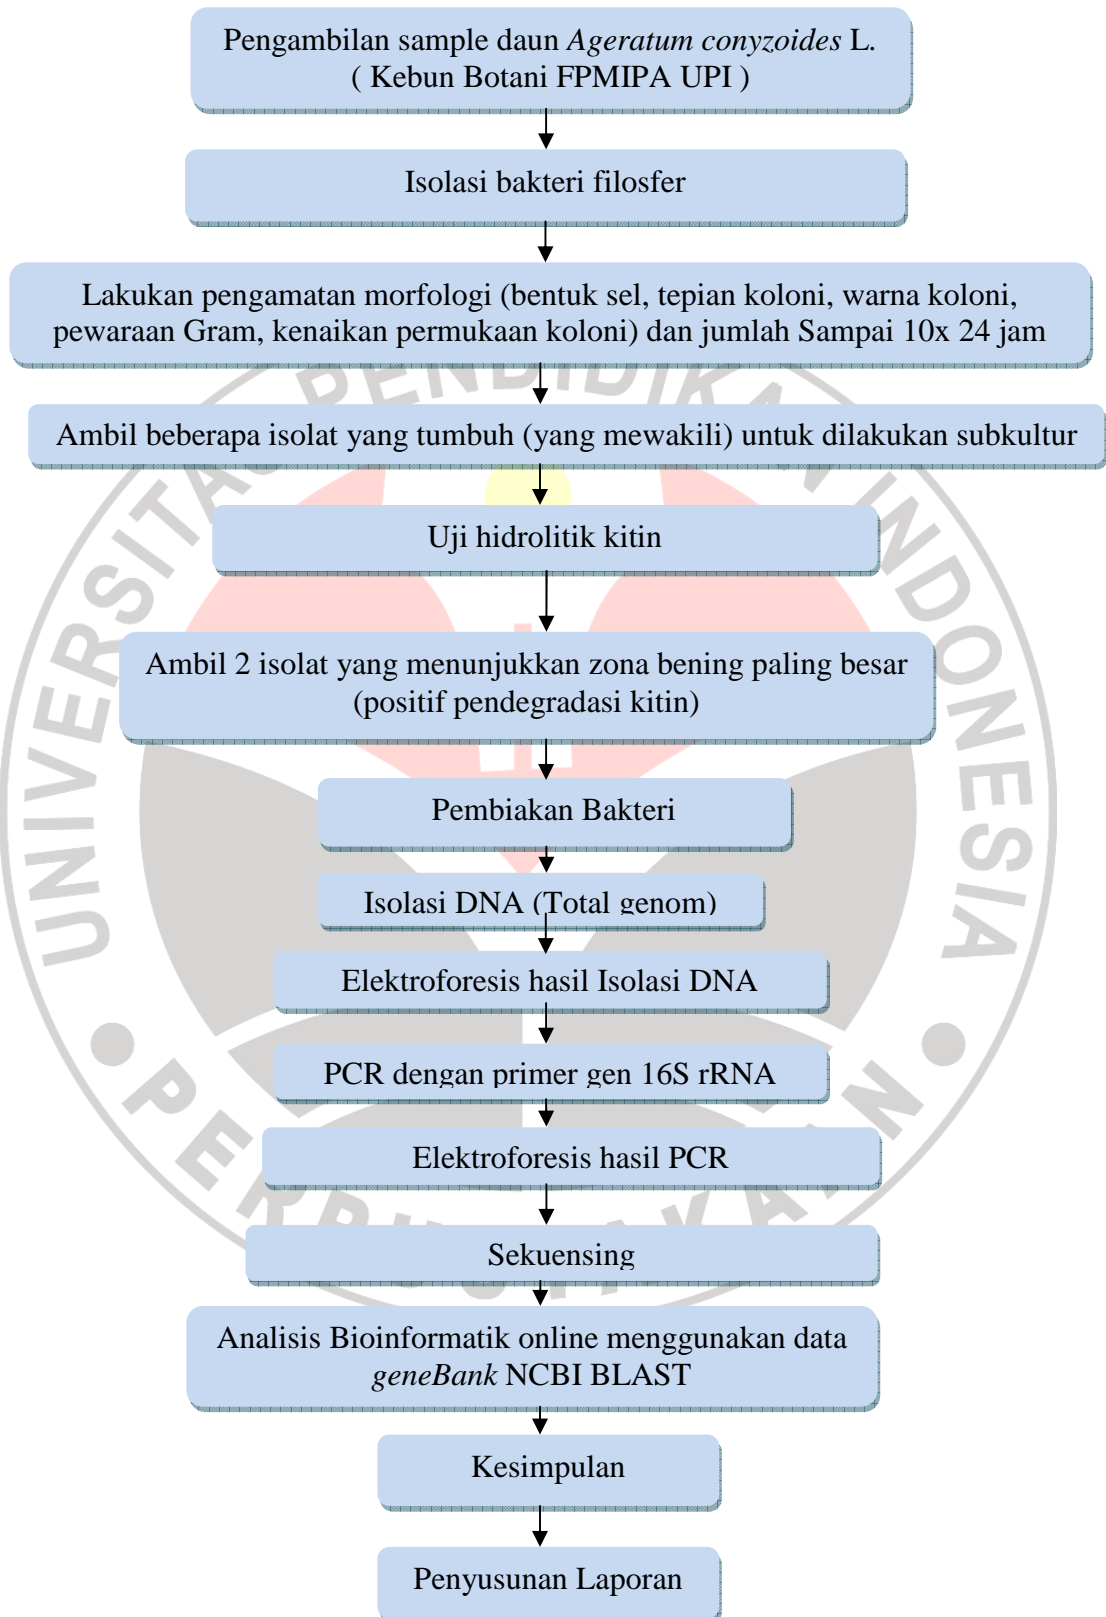 Pengambilan sample daun Ageratum conyzoides L.
( Kebun Botani FPMIPA UPI )
Isolasi bakteri filosfer
Lakukan pengamatan morfologi (bentuk sel, tepian koloni, warna koloni,
pewaraan Gram, kenaikan permukaan koloni) dan jumlah Sampai 10x 24 jam
Ambil beberapa isolat yang tumbuh (yang mewakili) untuk dilakukan subkultur
Uji hidrolitik kitin
Ambil 2 isolat yang menunjukkan zona bening paling besar
(positif pendegradasi kitin)
Pembiakan Bakteri
Isolasi DNA (Total genom)
Elektroforesis hasil Isolasi DNA
PCR dengan primer gen 16S rRNA
Elektroforesis hasil PCR
Sekuensing
Analisis Bioinformatik online menggunakan data
geneBank NCBI BLAST
Kesimpulan
Penyusunan Laporan
UNIVERSITAS PENDIDIKAN INDONESIA
PERPUSTAKAAN